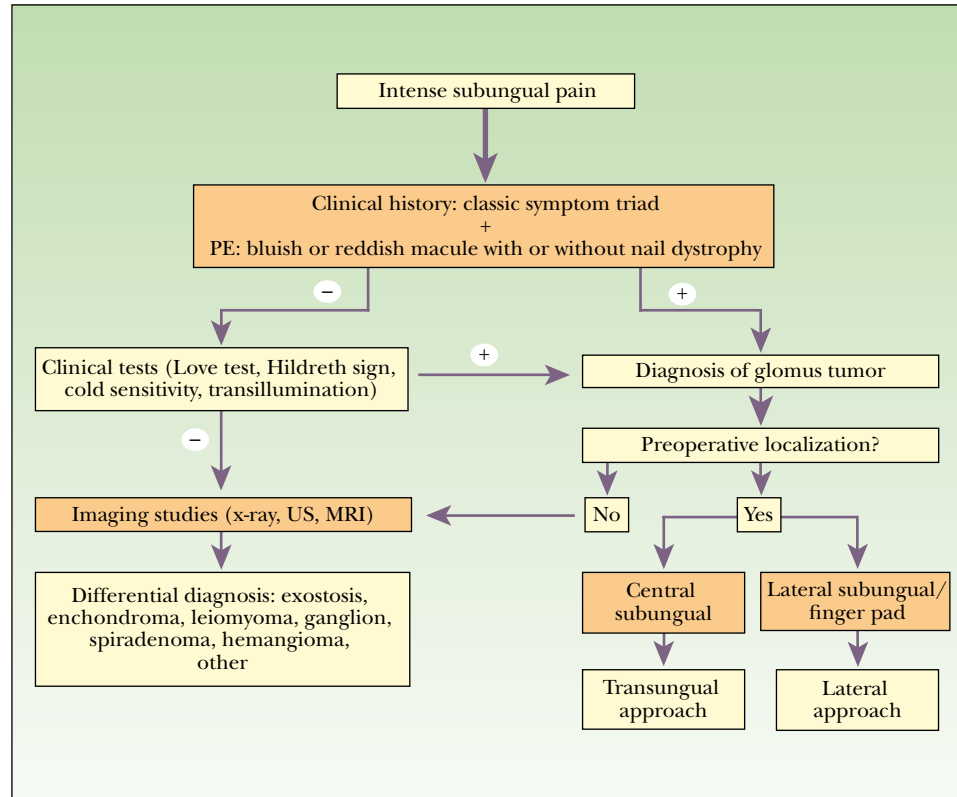 Intense subungual pain
Clinical history: classic symptom triad
+
PE: bluish or reddish macule with or without nail dystrophy
−
+
Clinical tests (Love test, Hildreth sign,
cold sensitivity, transillumination)
+
Diagnosis of glomus tumor
−
Preoperative localization?
Imaging studies (x-ray, US, MRI)
No
Yes
Differential diagnosis: exostosis,
enchondroma, leiomyoma, ganglion,
spiradenoma, hemangioma,
other
Central
subungual
Lateral subungual/
finger pad
Transungual
approach
Lateral
approach